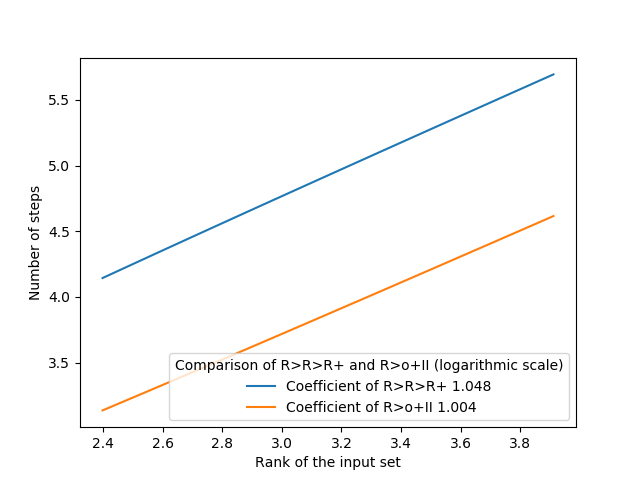 5.5
5.0
4.5
4.0
3.5
Number of steps
Comparison of R>R>R+ and R>o+II (logarithmic scale)
Coefficient of R>R>R+ 1.048
Coefficient of R>o+II 1.004
2.4 2.6 2.8 3.0 3.2 3.4 3.6 3.8
Rank of the input set